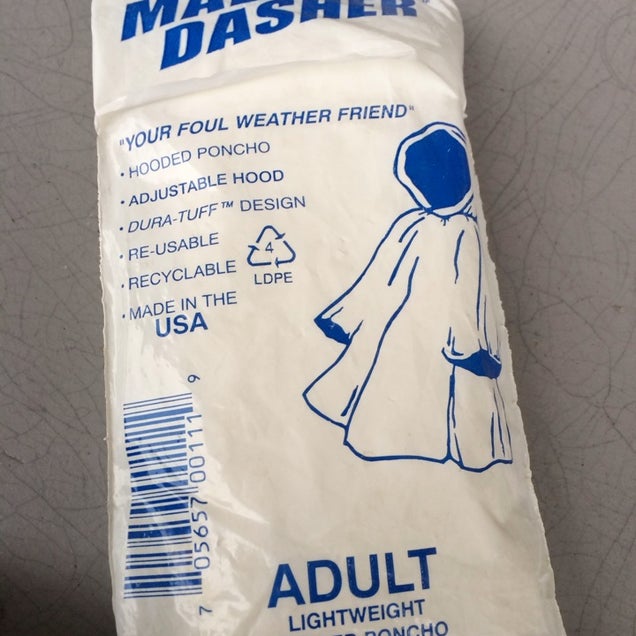 DASHER®
"YOUR FOUL WEATHER FRIEND"
• HOODED PONCHO
• ADJUSTABLE HOOD
• DURA-TUFF™ DESIGN
• RE-USABLE
• RECYCLABLE
4
LDPE
• MADE IN THE
USA
7 05657 00111 9
ADULT
LIGHTWEIGHT
PONCHO